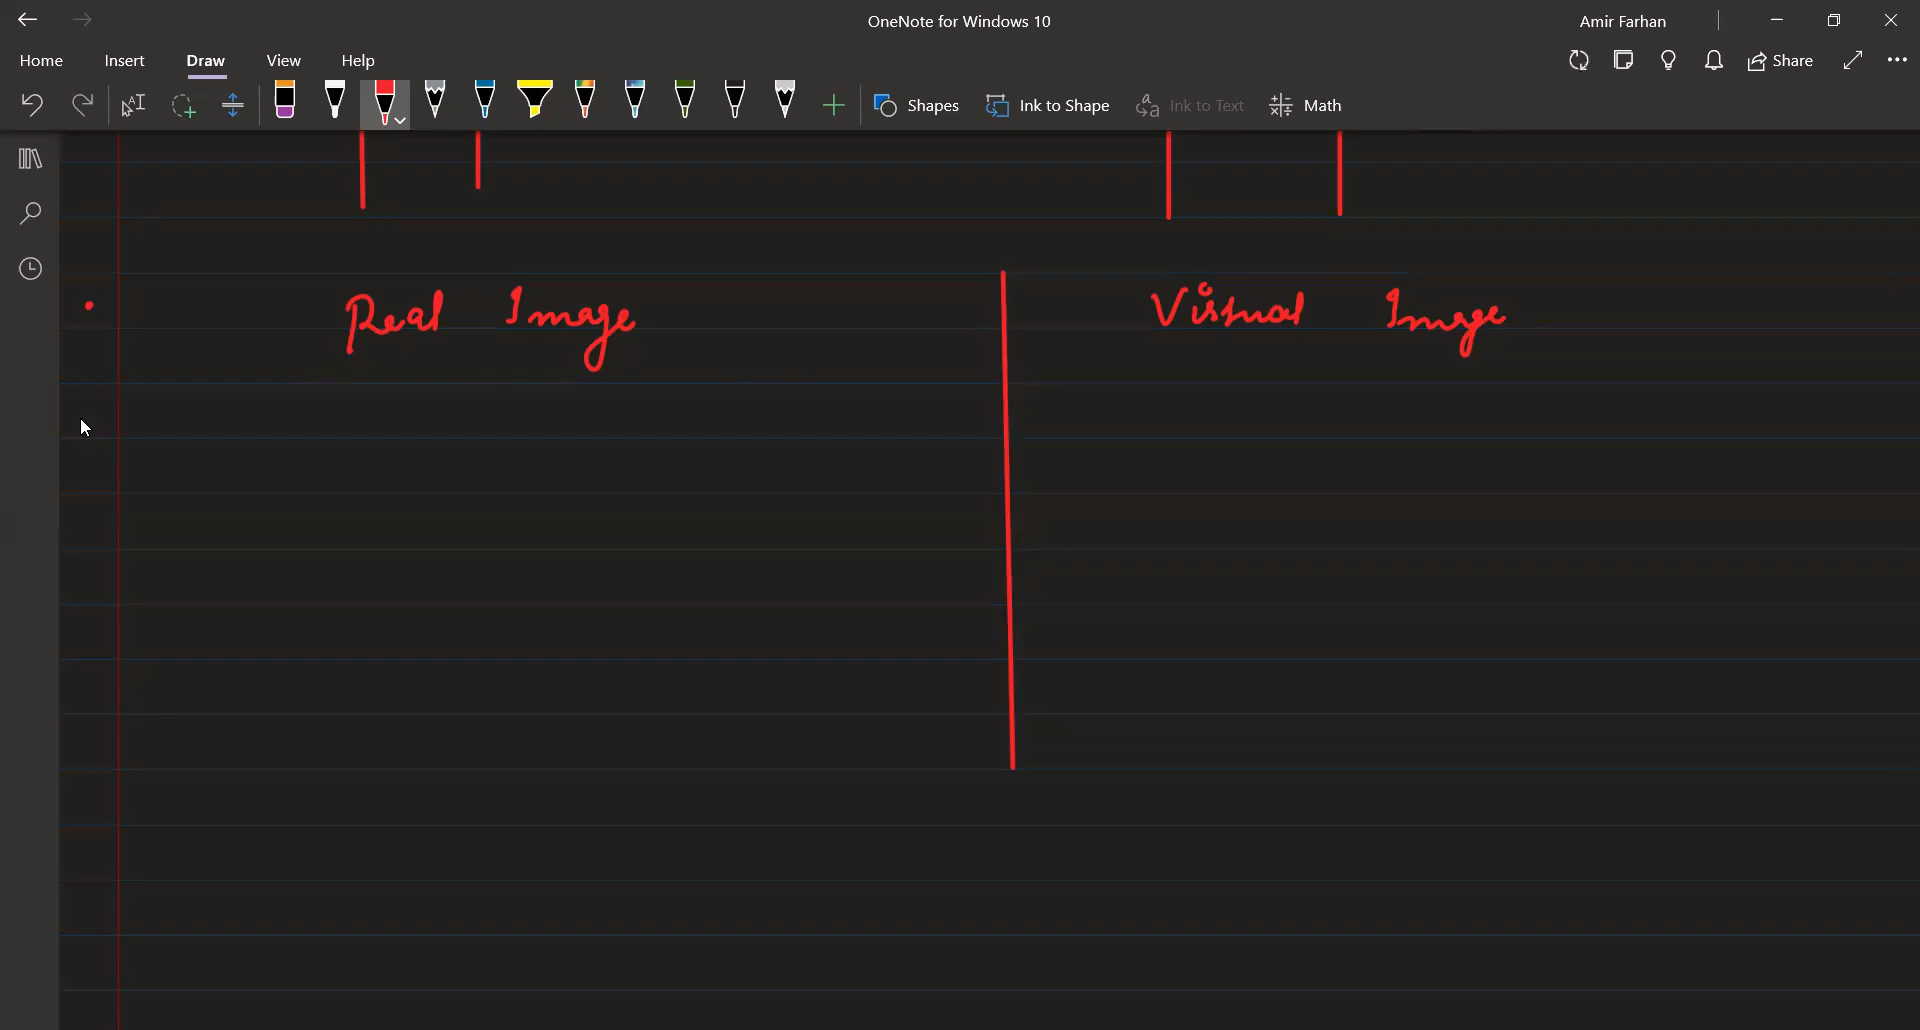 OneNote for Windows 10
Amir Farhan
Home Insert Draw View Help
Share
Shapes Ink to Shape Ink to Text Math
Real Image
Virtual Image